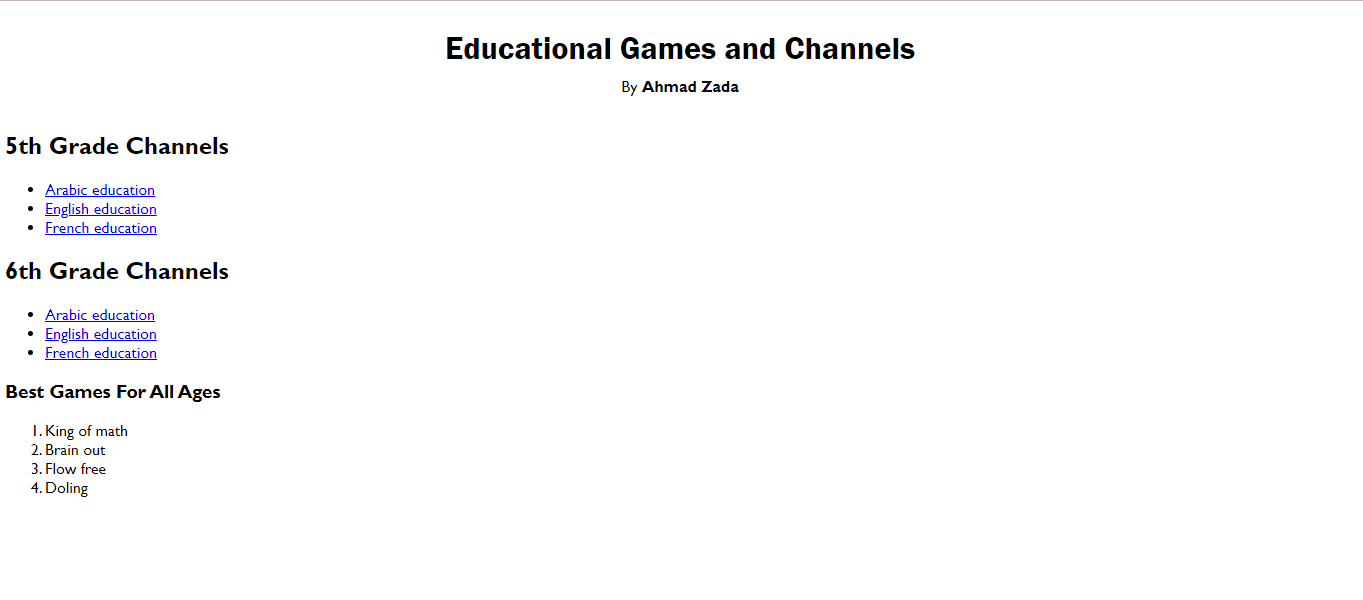 Educational Games and Channels
By Ahmad Zada
5th Grade Channels
• Arabic education
• English education
• French education
6th Grade Channels
• Arabic education
• English education
• French education
Best Games For All Ages
1. King of math
2. Brain out
3. Flow free
4. Doling